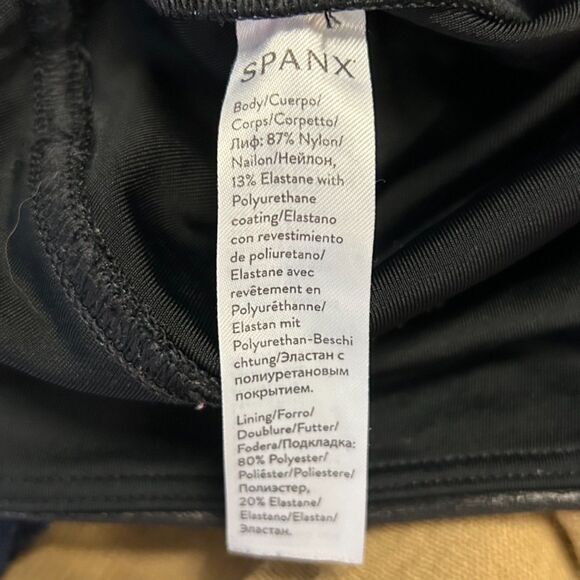 SPANX
Body/Cuerpo/
Corps/Corpetto/
Лиф: 87% Nylon/
Nailon/Нейлон,
13% Elastane with
Polyurethane
coating/Elastano
con revestimiento
de poliuretano/
Elastane avec
revêtement en
Polyuréthanne/
Elastan mit
Polyurethan-Beschi
chtung/Эластан с
полиуретановым
покрытием.
Lining/Forro/
Doublure/Futter/
Fodera/Подкладка:
80% Polyester/
Poliéster/Poliestere/
Полиэстер,
20% Elastane/
Elastano/Elastan/
Эластан.